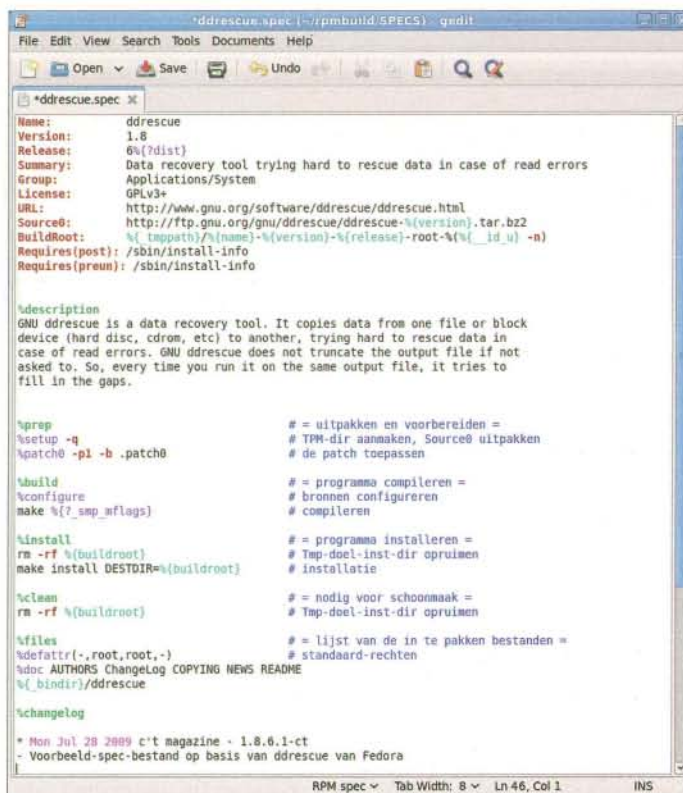 *ddrescue.spec (~/rpmbuild/SPECS) - gedit
File Edit View Search Tools Documents Help
Open Save Undo
*ddrescue.spec
Name: ddrescue
Version: 1.8
Release: 6%{?dist}
Summary: Data recovery tool trying hard to rescue data in case of read errors
Group: Applications/System
License: GPLv3+
URL: http://www.gnu.org/software/ddrescue/ddrescue.html
Source0: http://ftp.gnu.org/gnu/ddrescue/ddrescue-%{version}.tar.bz2
BuildRoot: %{_tmppath}/%{name}-%{version}-%{release}-root-%(%{__id_u} -n)
Requires(post): /sbin/install-info
Requires(preun): /sbin/install-info
%description
GNU ddrescue is a data recovery tool. It copies data from one file or block
device (hard disc, cdrom, etc) to another, trying hard to rescue data in
case of read errors. GNU ddrescue does not truncate the output file if not
asked to. So, every time you run it on the same output file, it tries to
fill in the gaps.
%prep # = uitpakken en voorbereiden =
%setup -q # TPM-dir aanmaken, Source0 uitpakken
%patch0 -p1 -b .patch0 # de patch toepassen
%build # = programma compileren =
%configure # bronnen configureren
make %{?_smp_mflags} # compileren
%install # = programma installeren =
rm -rf %{buildroot} # Tmp-doel-inst-dir opruimen
make install DESTDIR=%{buildroot} # installatie
%clean # = nodig voor schoonmaak =
rm -rf %{buildroot} # Tmp-doel-inst-dir opruimen
%files # = lijst van de in te pakken bestanden =
%defattr(-,root,root,-) # standaard-rechten
%doc AUTHORS ChangeLog COPYING NEWS README
%{_bindir}/ddrescue
%changelog
* Mon Jul 28 2009 c't magazine - 1.8.6.1-ct
- Voorbeeld-spec-bestand op basis van ddrescue van Fedora
RPM spec Tab Width: 8 Ln 46, Col 1 INS